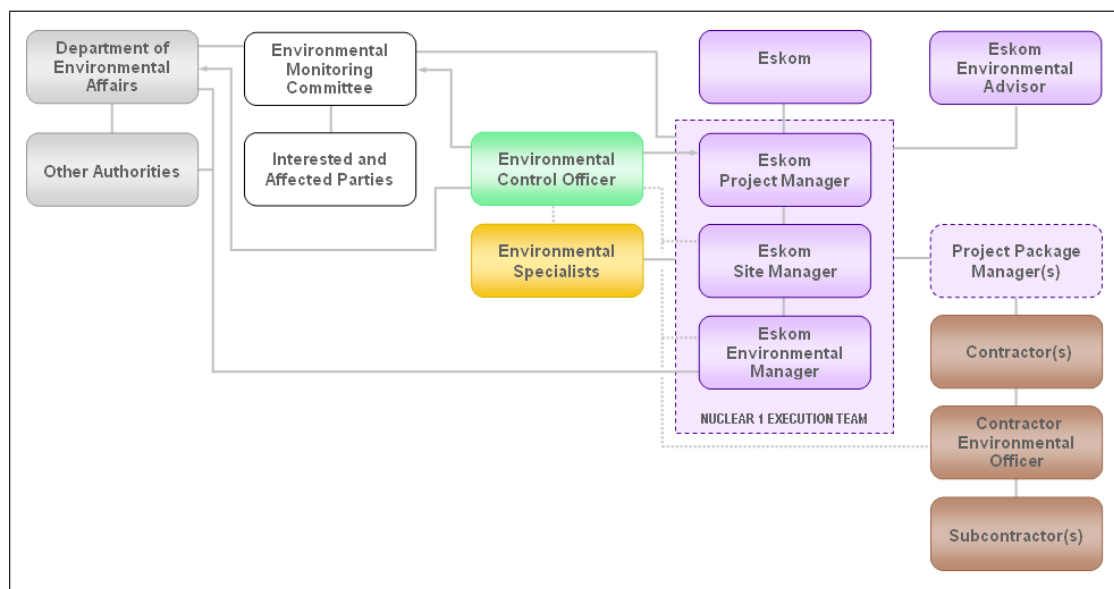 Department of
Environmental
Affairs
Environmental
Monitoring
Committee
Eskom
Eskom
Environmental
Advisor
Other Authorities
Interested and
Affected Parties
Environmental
Control Officer
Eskom
Project Manager
Environmental
Specialists
Eskom
Site Manager
Project Package
Manager(s)
Eskom
Environmental
Manager
Contractor(s)
NUCLEAR 1 EXECUTION TEAM
Contractor
Environmental
Officer
Subcontractor(s)